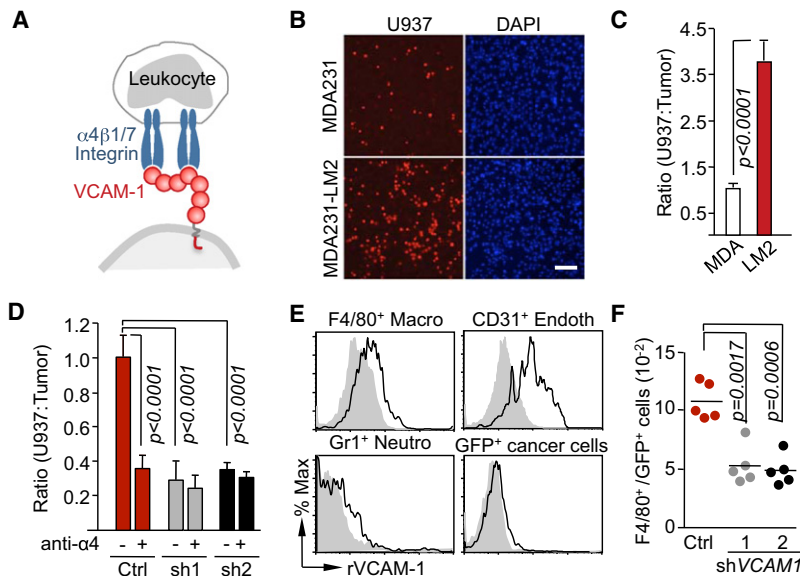 A
Leukocyte
α4β1/7
Integrin
VCAM-1
B
U937
DAPI
MDA231
MDA231-LM2
C
Ratio (U937:Tumor)
4.5
3.5
2.5
1.5
0.5
p<0.0001
MDA
LM2
D
Ratio (U937:Tumor)
1.2
1.0
0.8
0.6
0.4
0.2
0
p<0.0001
p<0.0001
p<0.0001
anti-α4 - + - + - +
Ctrl sh1 sh2
E
F4/80+ Macro
CD31+ Endoth
Gr1+ Neutro
GFP+ cancer cells
% Max
rVCAM-1
F
F4/80+ /GFP+ cells (10-2)
15
10
5
0
p=0.0017
p=0.0006
Ctrl 1 2
shVCAM1